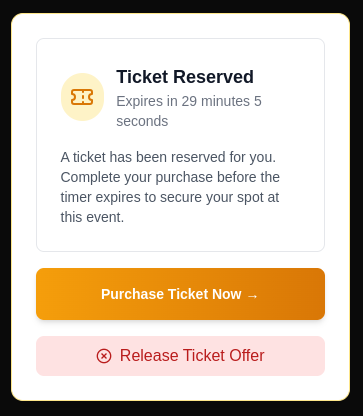 Ticket Reserved
Expires in 29 minutes 5
seconds
A ticket has been reserved for you.
Complete your purchase before the
timer expires to secure your spot at
this event.
Purchase Ticket Now →
Release Ticket Offer